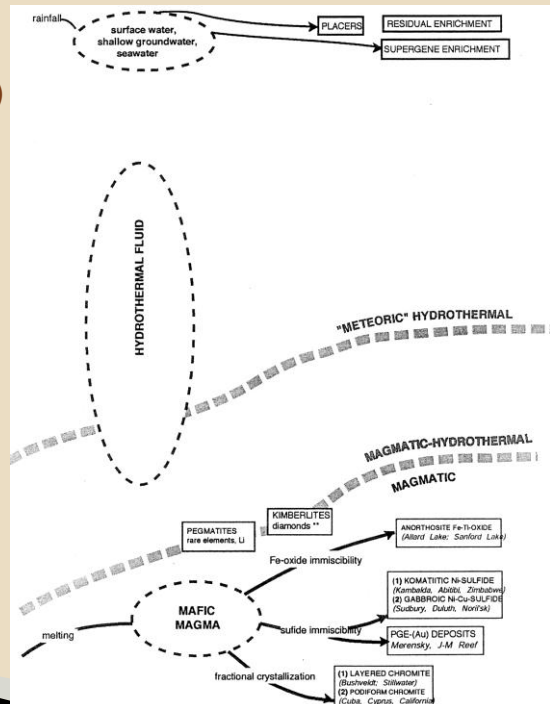 rainfall
surface water,
shallow groundwater,
seawater
PLACERS
RESIDUAL ENRICHMENT
SUPERGENE ENRICHMENT
HYDROTHERMAL FLUID
"METEORIC" HYDROTHERMAL
MAGMATIC-HYDROTHERMAL
MAGMATIC
KIMBERLITES
diamonds **
PEGMATITES
rare elements, Li
ANORTHOSITE Fe-Ti-OXIDE
(Allard Lake; Sanford Lake)
Fe-oxide immiscibility
(1) KOMATIITIC Ni-SULFIDE
(Kambalda, Abitibi, Zimbabwe)
(2) GABBROIC Ni-Cu-SULFIDE
(Sudbury, Duluth, Noril'sk)
MAFIC
MAGMA
melting
sufide immiscibility
PGE-(Au) DEPOSITS
Merensky, J-M Reef
fractional crystallization
(1) LAYERED CHROMITE
(Bushveldt; Stillwater)
(2) PODIFORM CHROMITE
(Cuba, Cyprus, California